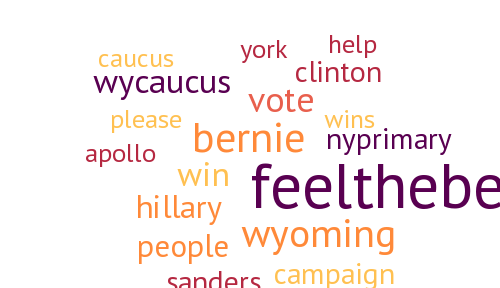 york help
caucus clinton
wycaucus
vote
please wins
bernie nyprimary
apollo
win feelthebe
hillary
people wyoming
sanders campaign